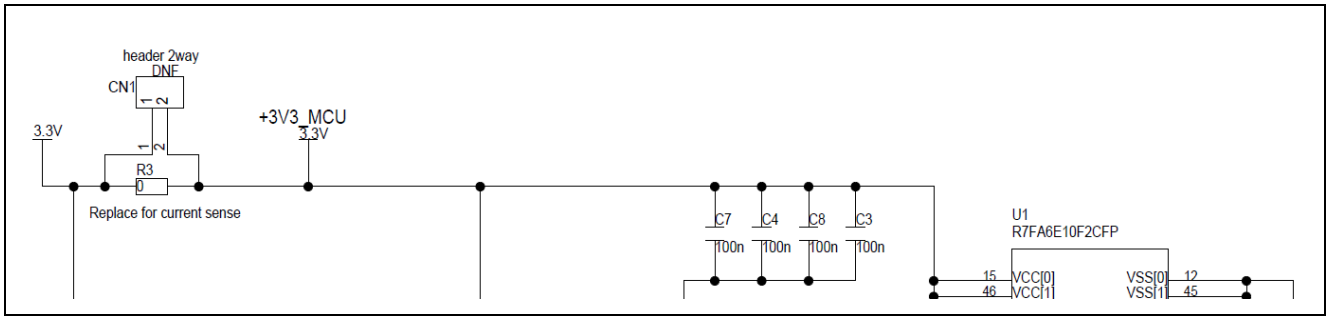 header 2way
DNF
CN1
1 2
+3V3_MCU
3.3V
3.3V
1 2
R3
0
Replace for current sense
C7
C4
C8
C3
100n
100n
100n
100n
U1
R7FA6E10F2CFP
15
VCC[0]
VSS[0]
12
46
VCC[1]
VSS[1]
45